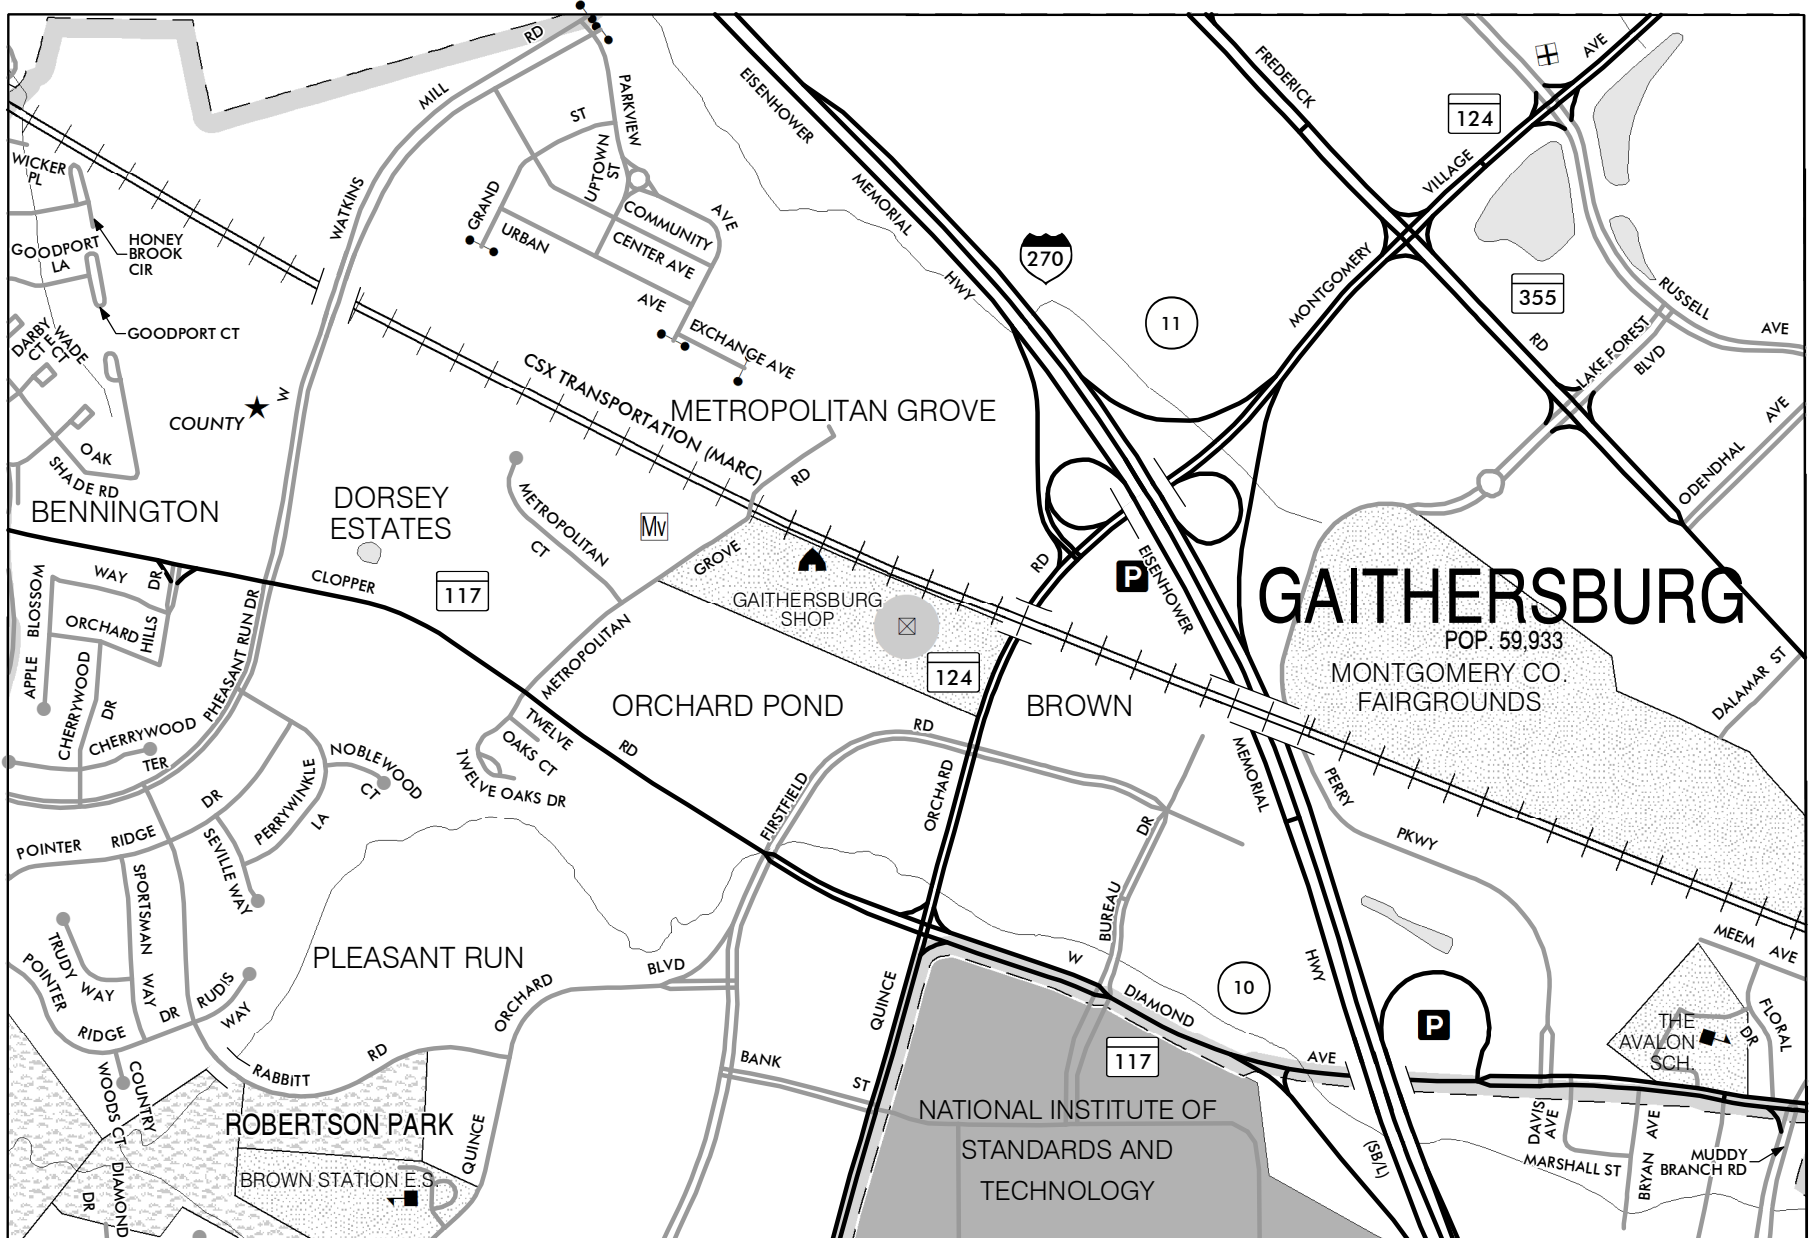 RD
MILL
WATKINS
ST
PARKVIEW
UPTOWN
ST
GRAND
URBAN
AVE
COMMUNITY
CENTER AVE
AVE
EXCHANGE AVE
EISENHOWER
MEMORIAL
HWY
270
11
FREDERICK
124
AVE
VILLAGE
MONTGOMERY
355
RD
RUSSELL
AVE
LAKE FOREST
BLVD
ODENDHAL
AVE
WICKER
PL
GOODPORT
LA
HONEY
BROOK
CIR
GOODPORT CT
DARBY
CT
WADE
CT
E
OAK
SHADE RD
COUNTY
W
BENNINGTON
DORSEY
ESTATES
CSX TRANSPORTATION (MARC)
METROPOLITAN GROVE
RD
METROPOLITAN
CT
Mv
GROVE
METROPOLITAN
GAITHERSBURG
SHOP
124
RD
P
EISENHOWER
GAITHERSBURG
POP. 59,933
MONTGOMERY CO.
FAIRGROUNDS
DALAMAR ST
WAY
DR
APPLE
BLOSSOM
ORCHARD
HILLS
CHERRYWOOD
DR
CHERRYWOOD
TER
PHEASANT RUN DR
CLOPPER
117
RD
ORCHARD POND
BROWN
TWELVE
OAKS CT
TWELVE OAKS DR
NOBLEWOOD
CT
PERRYWINKLE
LA
DR
POINTER
RIDGE
SEVILLE WAY
SPORTSMAN
WAY
TRUDY
WAY
POINTER
RIDGE
DR
RUDIS
WAY
RABBITT
RD
PLEASANT RUN
ORCHARD
BLVD
FIRSTFIELD
RD
ORCHARD
QUINCE
DR
BUREAU
MEMORIAL
HWY
PERRY
PKWY
W
DIAMOND
AVE
10
117
P
MEEM
AVE
THE
AVALON
SCH.
FLORAL
DR
BANK
ST
NATIONAL INSTITUTE OF
STANDARDS AND
TECHNOLOGY
(SB/L)
DAVIS
AVE
MARSHALL ST
BRYAN
AVE
MUDDY
BRANCH RD
WOODS CT
COUNTRY
DIAMOND
DR
ROBERTSON PARK
BROWN STATION E.S.
QUINCE